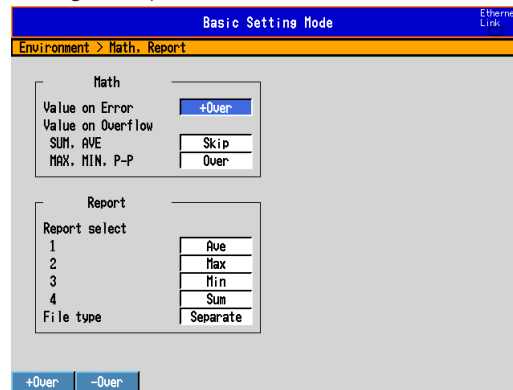 Basic Setting Mode
Link
Environment > Math, Report
Math
Value on Error +Over
Value on Overflow
SUM, AVE Skip
MAX, MIN, P-P Over
Report
Report select
1 Ave
2 Max
3 Min
4 Sum
File type Separate
+Over -Over